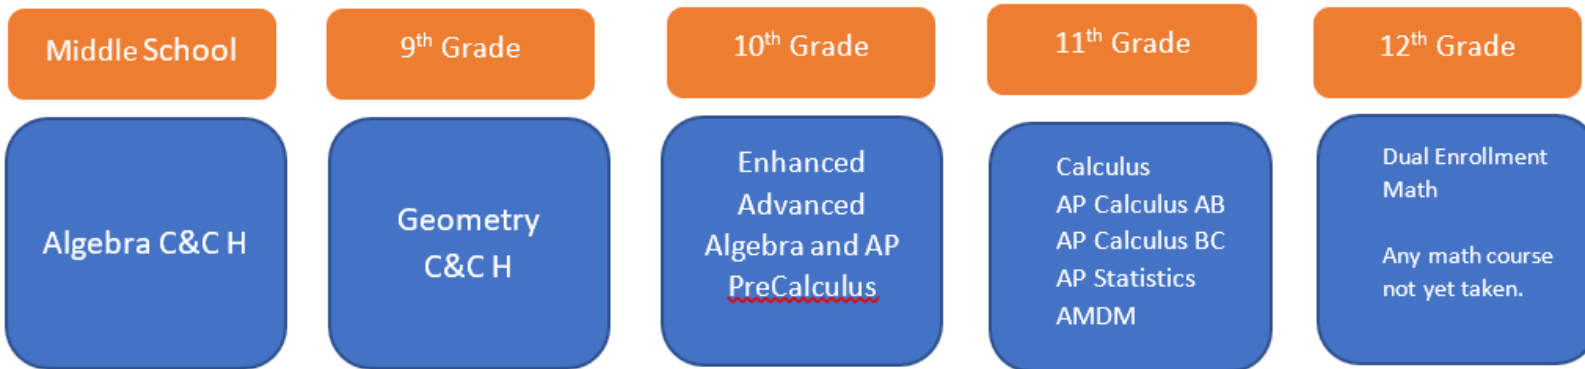 Middle School
9th Grade
10th Grade
11th Grade
12th Grade
Algebra C&C H
Geometry
C&C H
Enhanced
Advanced
Algebra and AP
PreCalculus
Calculus
AP Calculus AB
AP Calculus BC
AP Statistics
AMDM
Dual Enrollment
Math
Any math course
not yet taken.